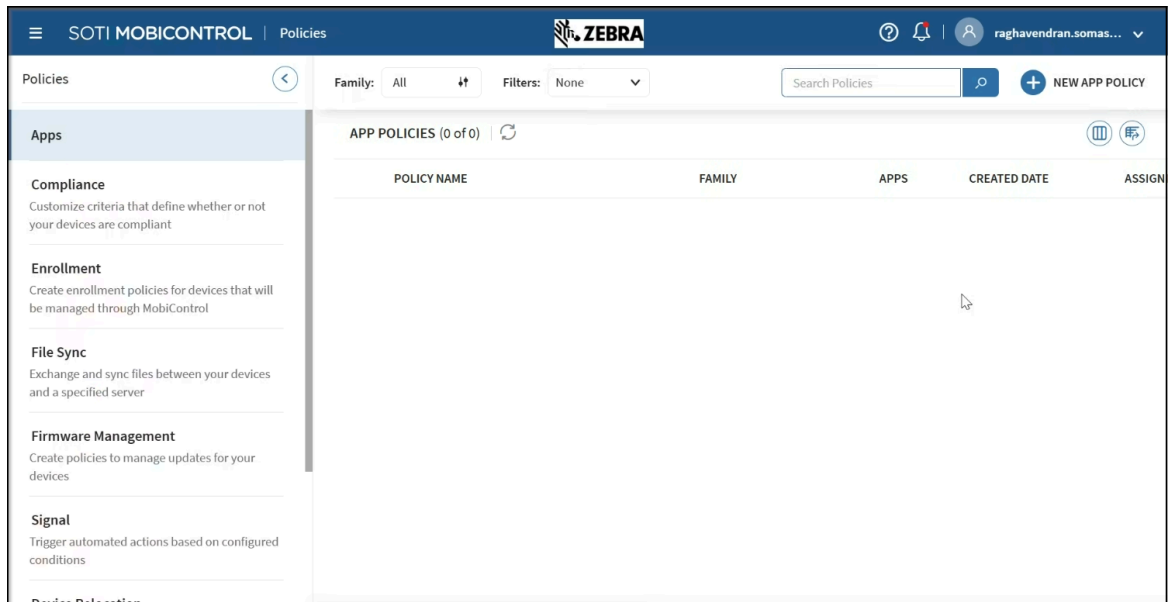 SOTI MOBICONTROL | Policies
ZEBRA
raghavendran.somas...
Policies
Family: All
Filters: None
Search Policies
NEW APP POLICY
Apps
APP POLICIES (0 of 0)
POLICY NAME FAMILY APPS CREATED DATE ASSIGN
Compliance
Customize criteria that define whether or not
your devices are compliant
Enrollment
Create enrollment policies for devices that will
be managed through MobiControl
File Sync
Exchange and sync files between your devices
and a specified server
Firmware Management
Create policies to manage updates for your
devices
Signal
Trigger automated actions based on configured
conditions